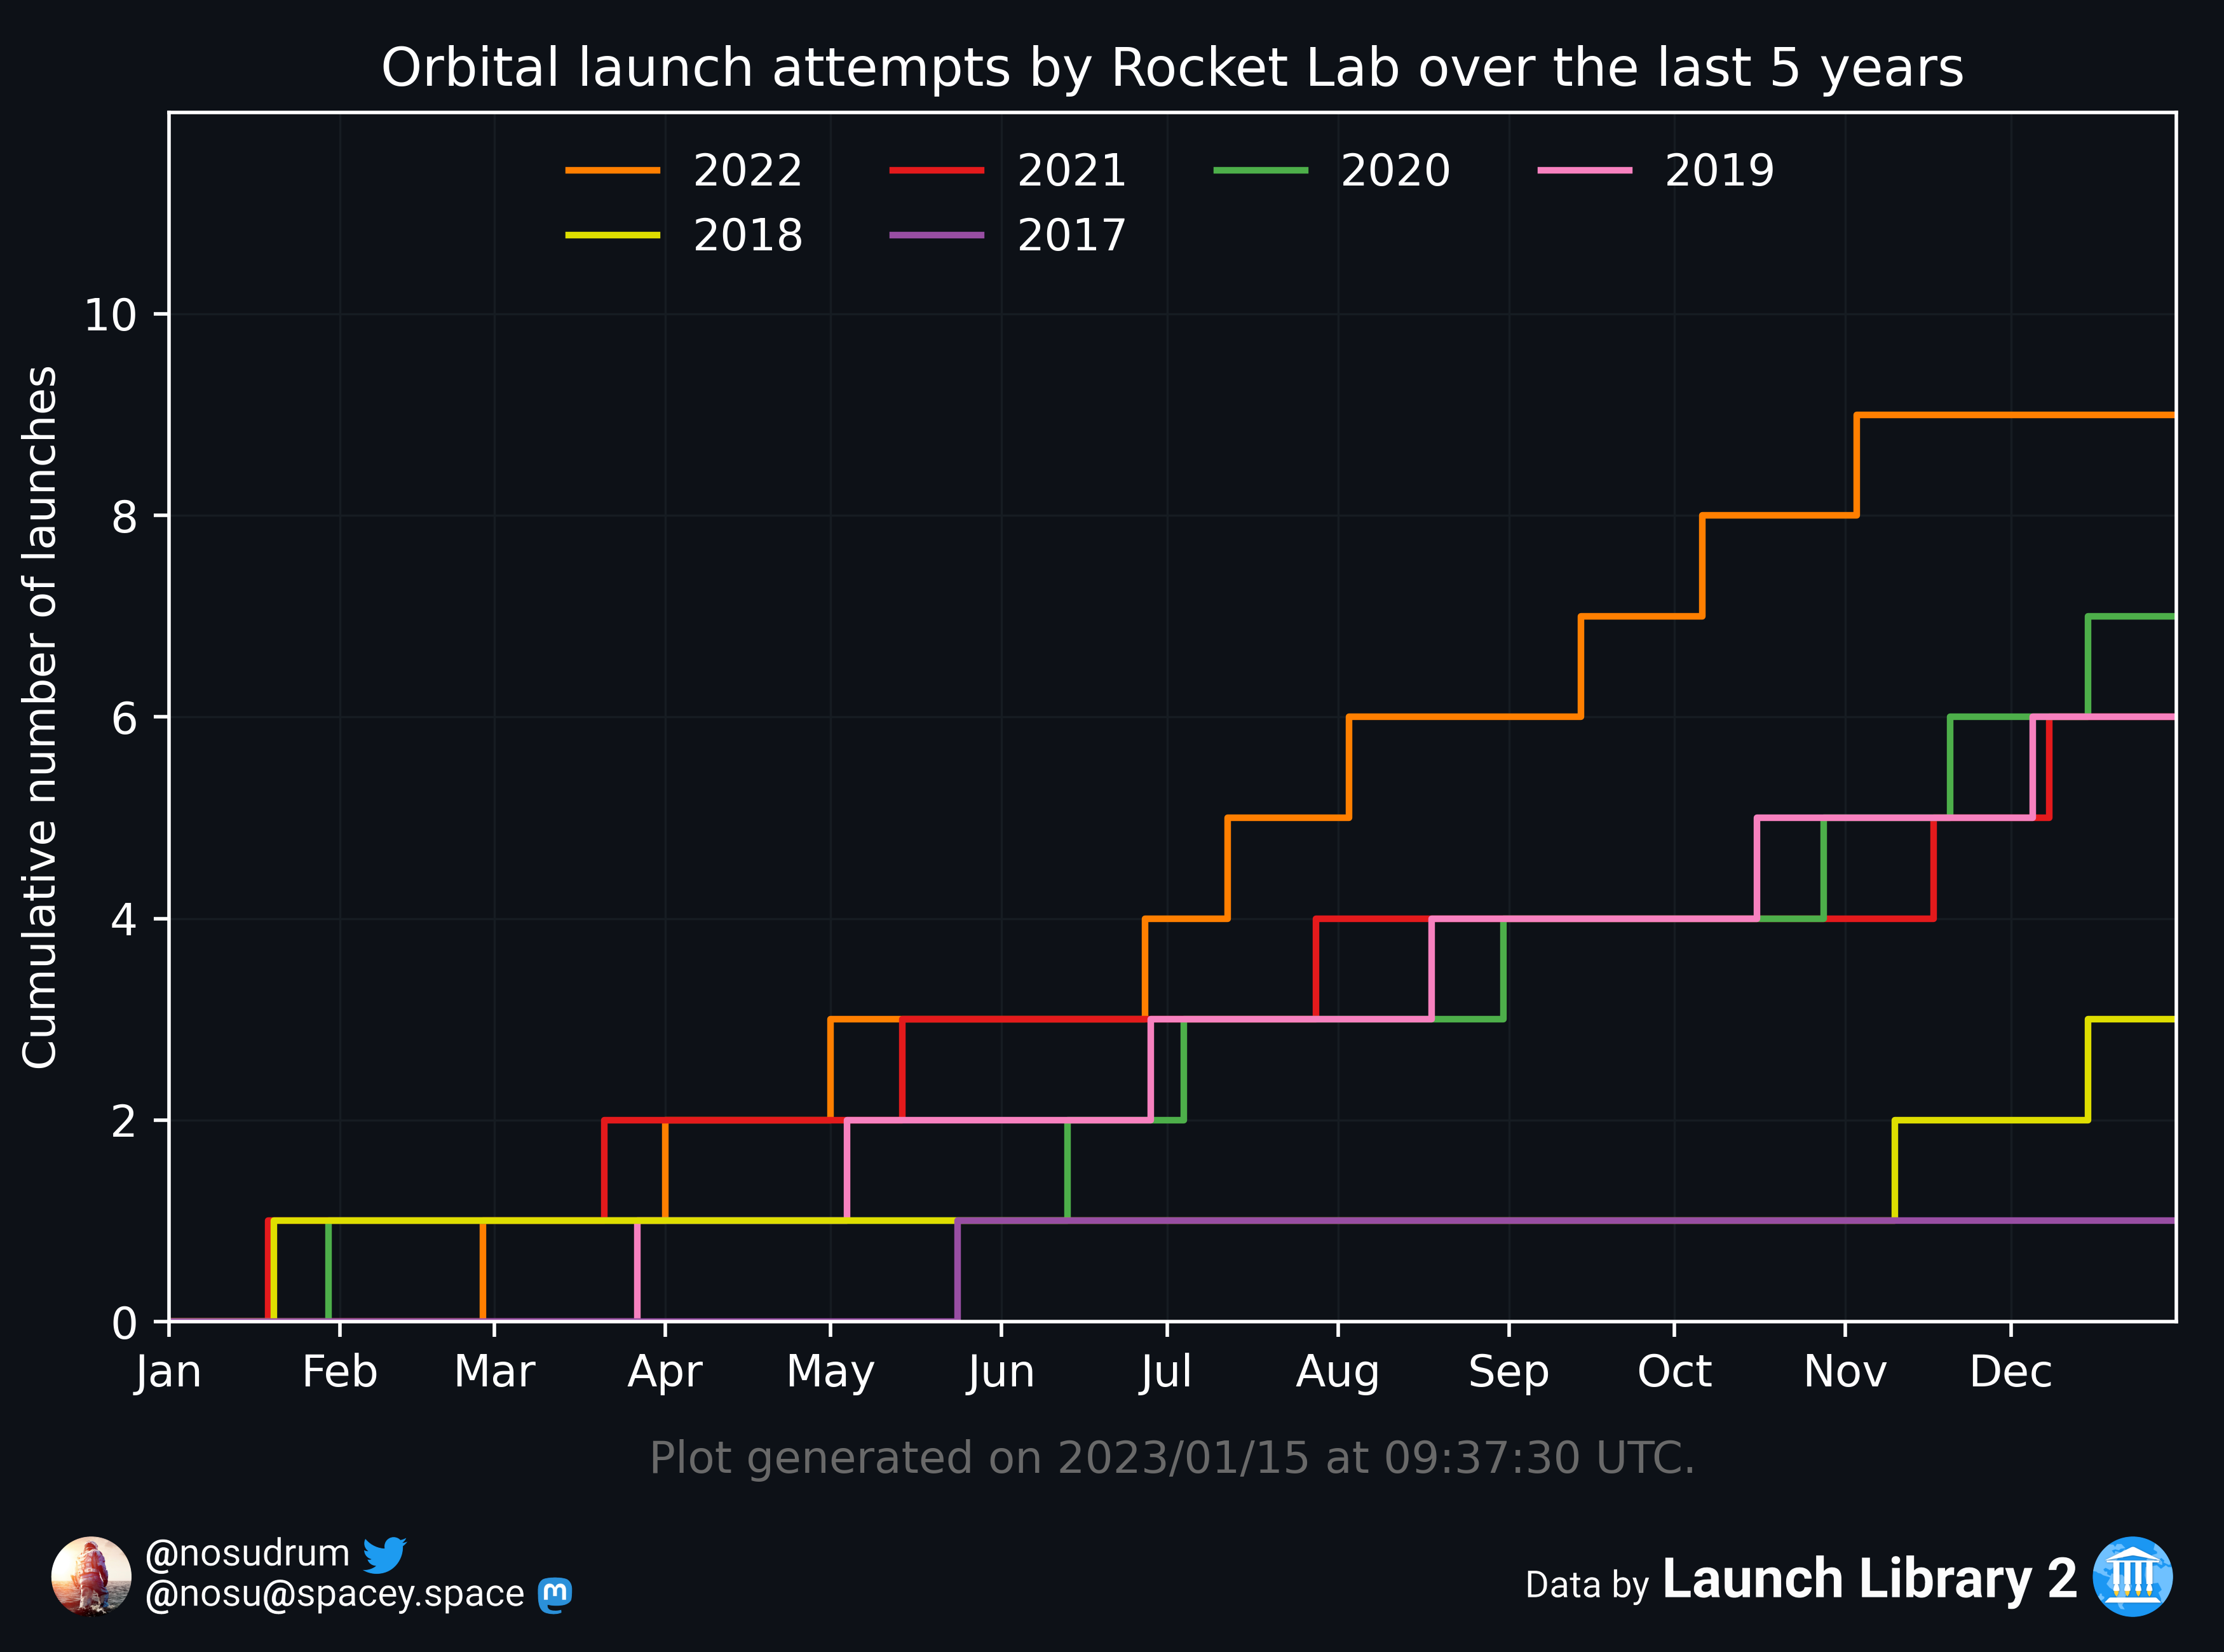 Orbital launch attempts by Rocket Lab over the last 5 years
2022 2021 2020 2019
2018 2017
Cumulative number of launches
10
8
6
4
2
0
Jan Feb Mar Apr May Jun Jul Aug Sep Oct Nov Dec
Plot generated on 2023/01/15 at 09:37:30 UTC.
@nosudrum
@nosu@spacey.space
Data by Launch Library 2